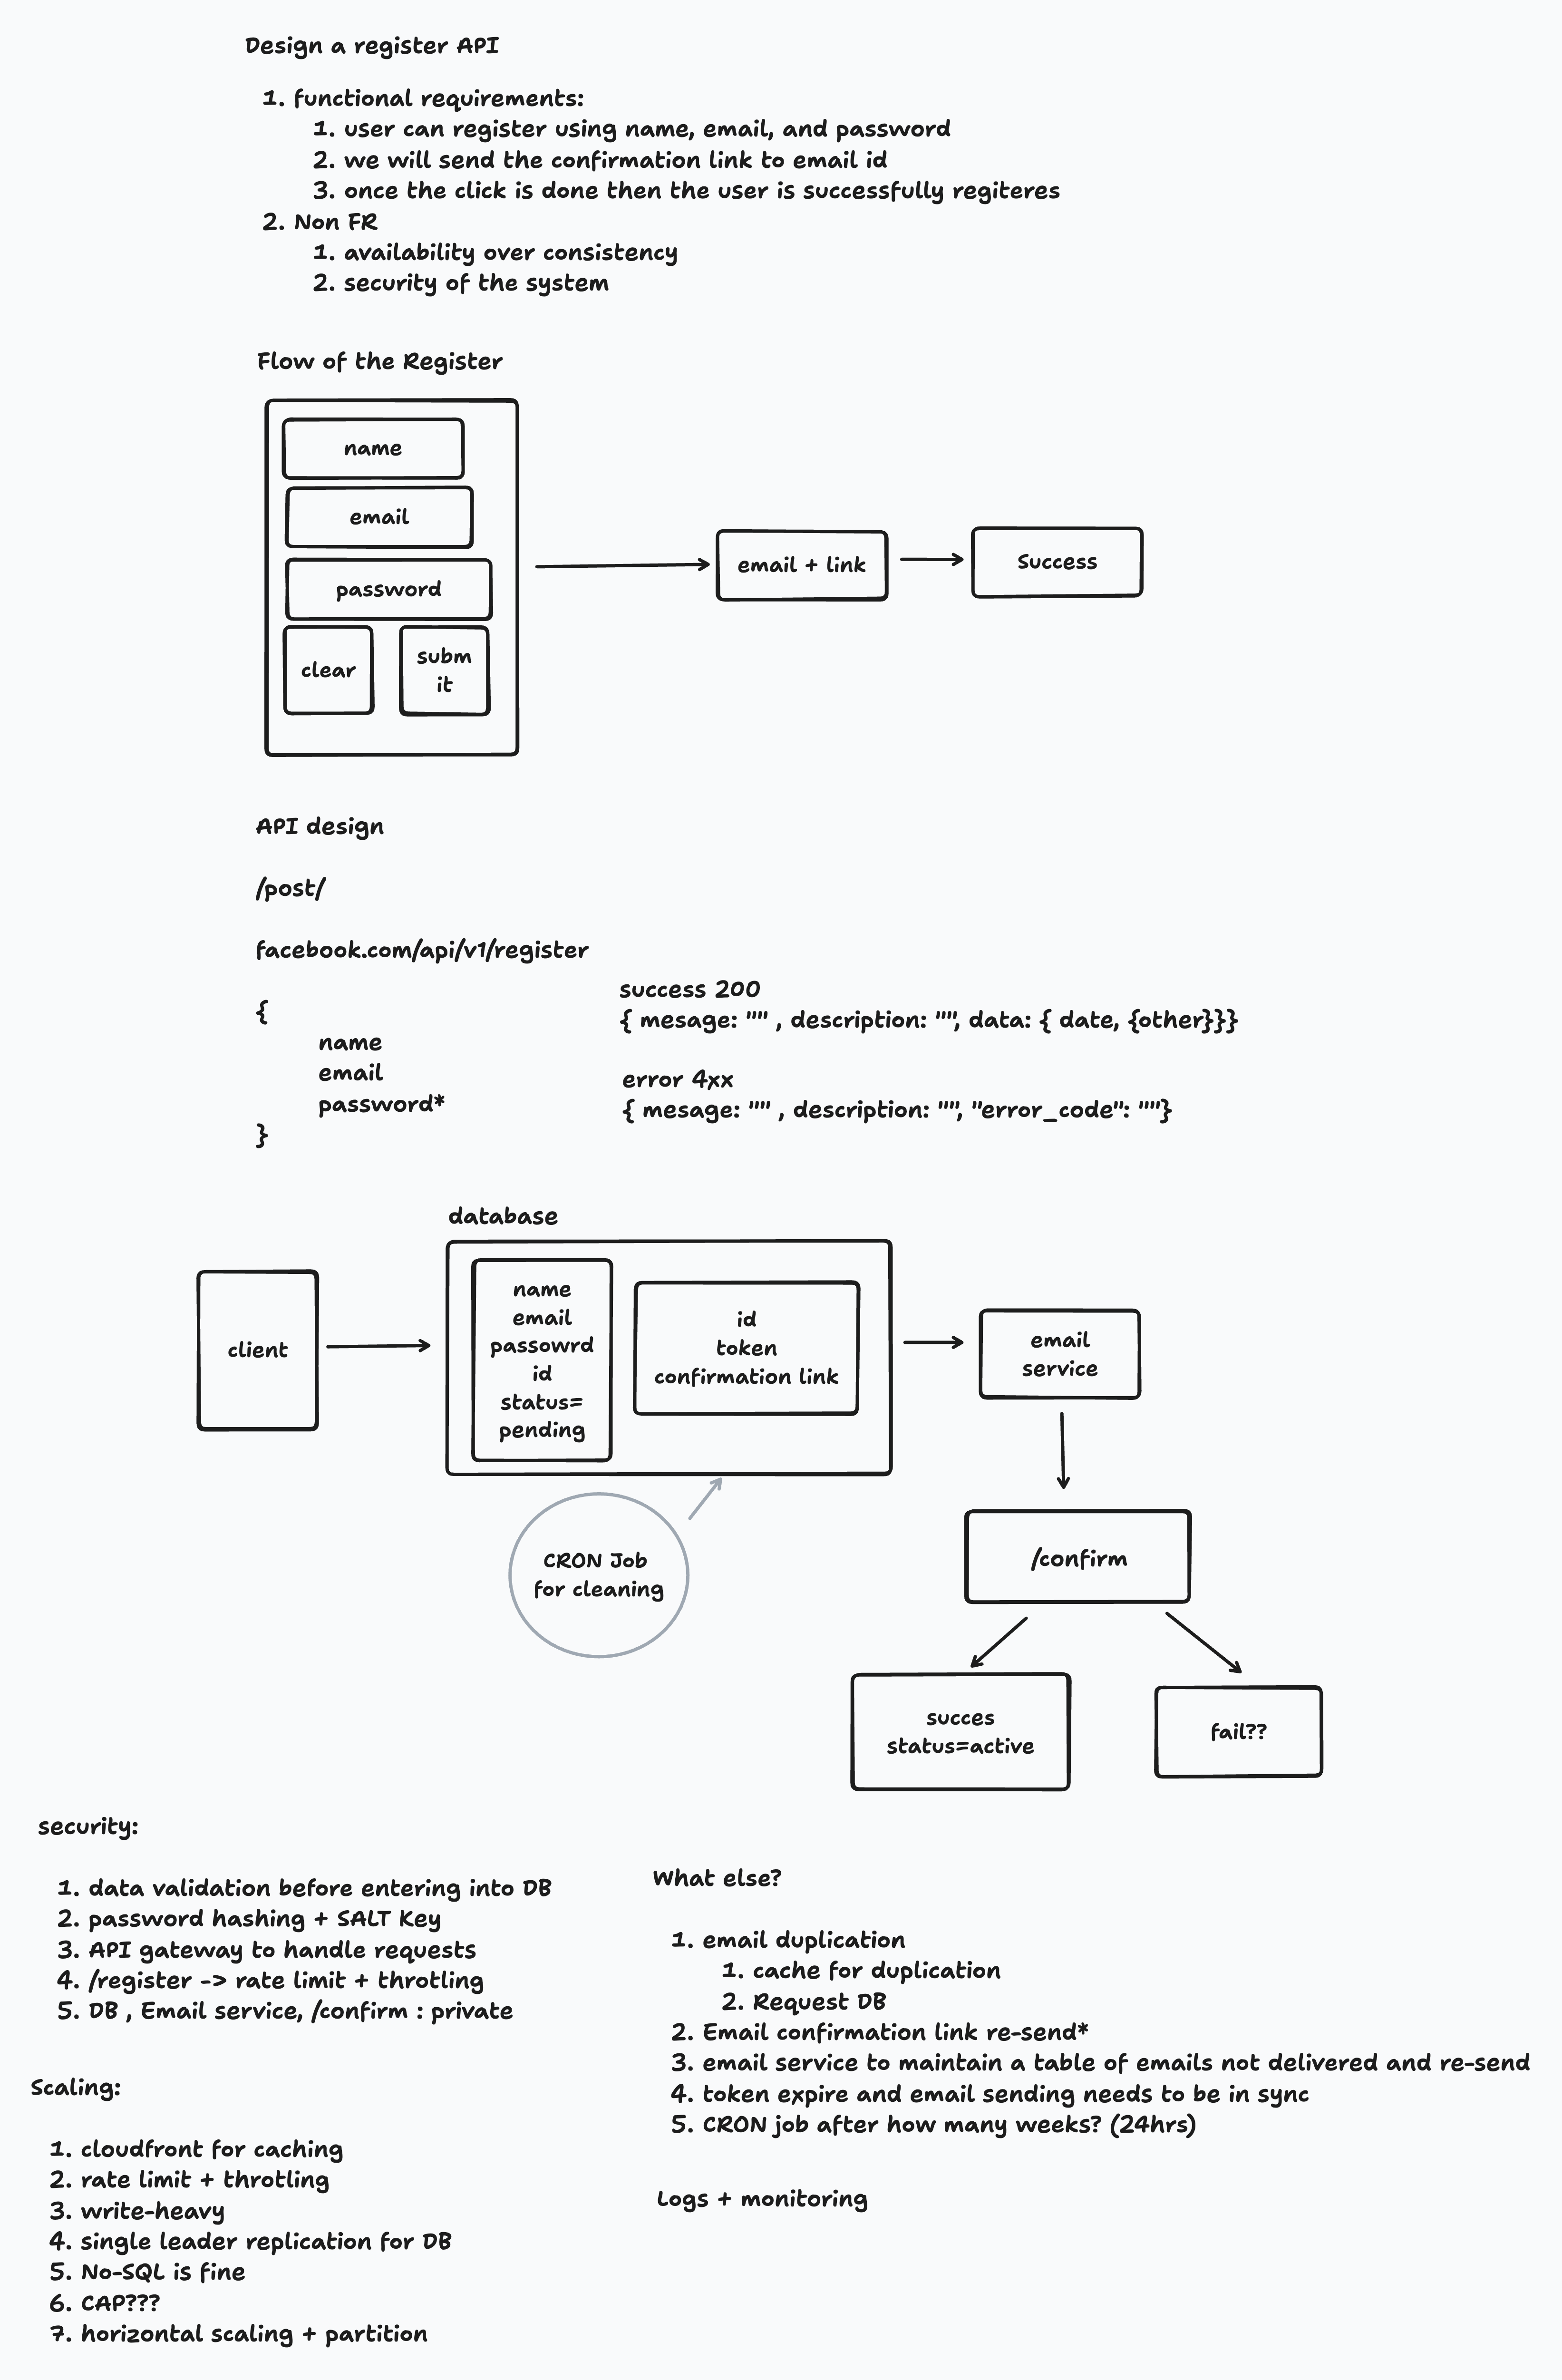 Design a register API
1. functional requirements:
1. user can register using name, email, and password
2. we will send the confirmation link to email id
3. once the click is done then the user is successfully regiteres
2. Non FR
1. availability over consistency
2. security of the system
Flow of the Register
name
email
password
clear
subm
it
email + link
Success
API design
/post/
facebook.com/api/v1/register
{
name
email
password*
}
success 200
{ mesage: "" , description: "", data: { date, {other}}}
error 4xx
{ mesage: "" , description: "", "error_code": ""}
database
client
name
email
passowrd
id
status=
pending
id
token
confirmation link
email
service
CRON Job
for cleaning
/confirm
succes
status=active
fail??
security:
1. data validation before entering into DB
2. password hashing + SALT Key
3. API gateway to handle requests
4. /register -> rate limit + throtling
5. DB , Email service, /confirm : private
What else?
1. email duplication
1. cache for duplication
2. Request DB
2. Email confirmation link re-send*
3. email service to maintain a table of emails not delivered and re-send
4. token expire and email sending needs to be in sync
5. CRON job after how many weeks? (24hrs)
Logs + monitoring
Scaling:
1. cloudfront for caching
2. rate limit + throtling
3. write-heavy
4. single leader replication for DB
5. No-SQL is fine
6. CAP???
7. horizontal scaling + partition